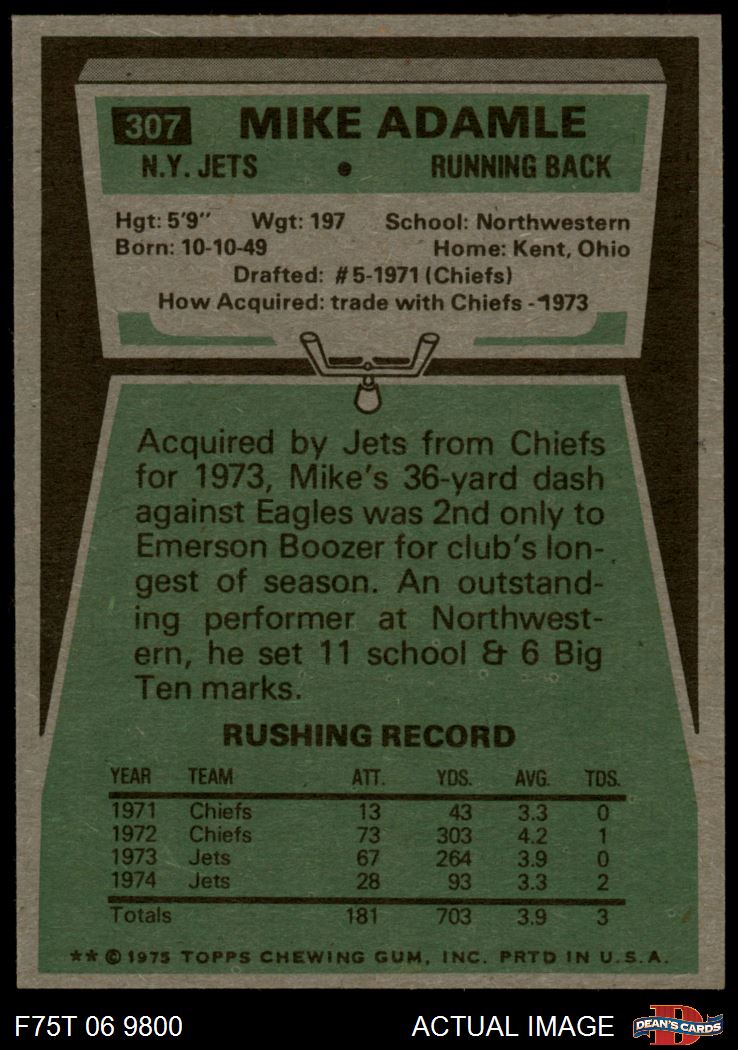 307 MIKE ADAMLE
N.Y. JETS • RUNNING BACK
Hgt: 5'9" Wgt: 197 School: Northwestern
Born: 10-10-49 Home: Kent, Ohio
Drafted: #5-1971 (Chiefs)
How Acquired: trade with Chiefs - 1973
Acquired by Jets from Chiefs
for 1973, Mike's 36-yard dash
against Eagles was 2nd only to
Emerson Boozer for club's lon-
gest of season. An outstand-
ing performer at Northwest-
ern, he set 11 school & 6 Big
Ten marks.
RUSHING RECORD
YEAR TEAM ATT. YDS. AVG. TDS.
1971 Chiefs 13 43 3.3 0
1972 Chiefs 73 303 4.2 1
1973 Jets 67 264 3.9 0
1974 Jets 28 93 3.3 2
Totals 181 703 3.9 3
** © 1975 TOPPS CHEWING GUM, INC. PRTD IN U.S.A.
F75T 06 9800 ACTUAL IMAGE DEAN'S CARDS